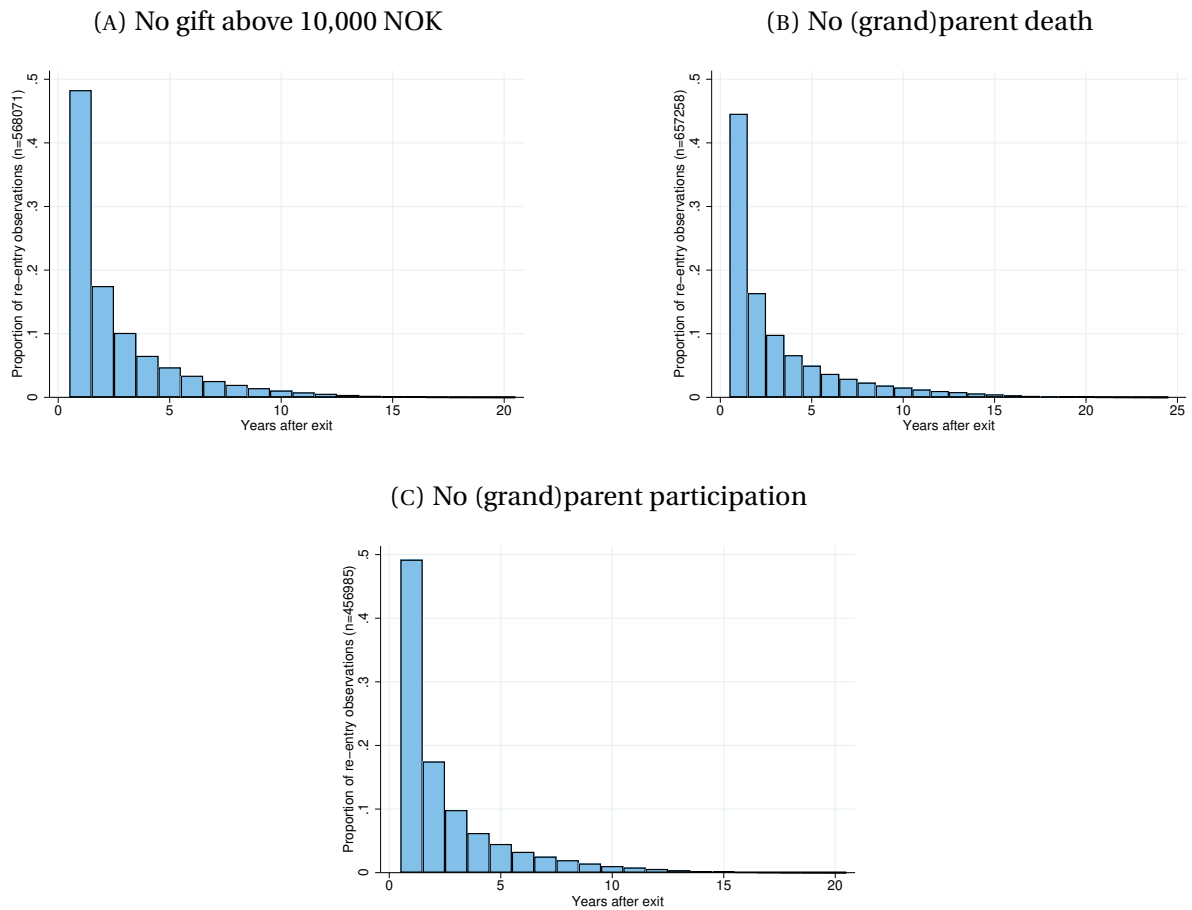 (A) No gift above 10,000 NOK
Proportion of re−entry observations (n=568071)
.5
.4
.3
.2
.1
0
0 5 10 15 20
Years after exit
(B) No (grand)parent death
Proportion of re−entry observations (n=657258)
.5
.4
.3
.2
.1
0
0 5 10 15 20 25
Years after exit
(C) No (grand)parent participation
Proportion of re−entry observations (n=456985)
.5
.4
.3
.2
.1
0
0 5 10 15 20
Years after exit